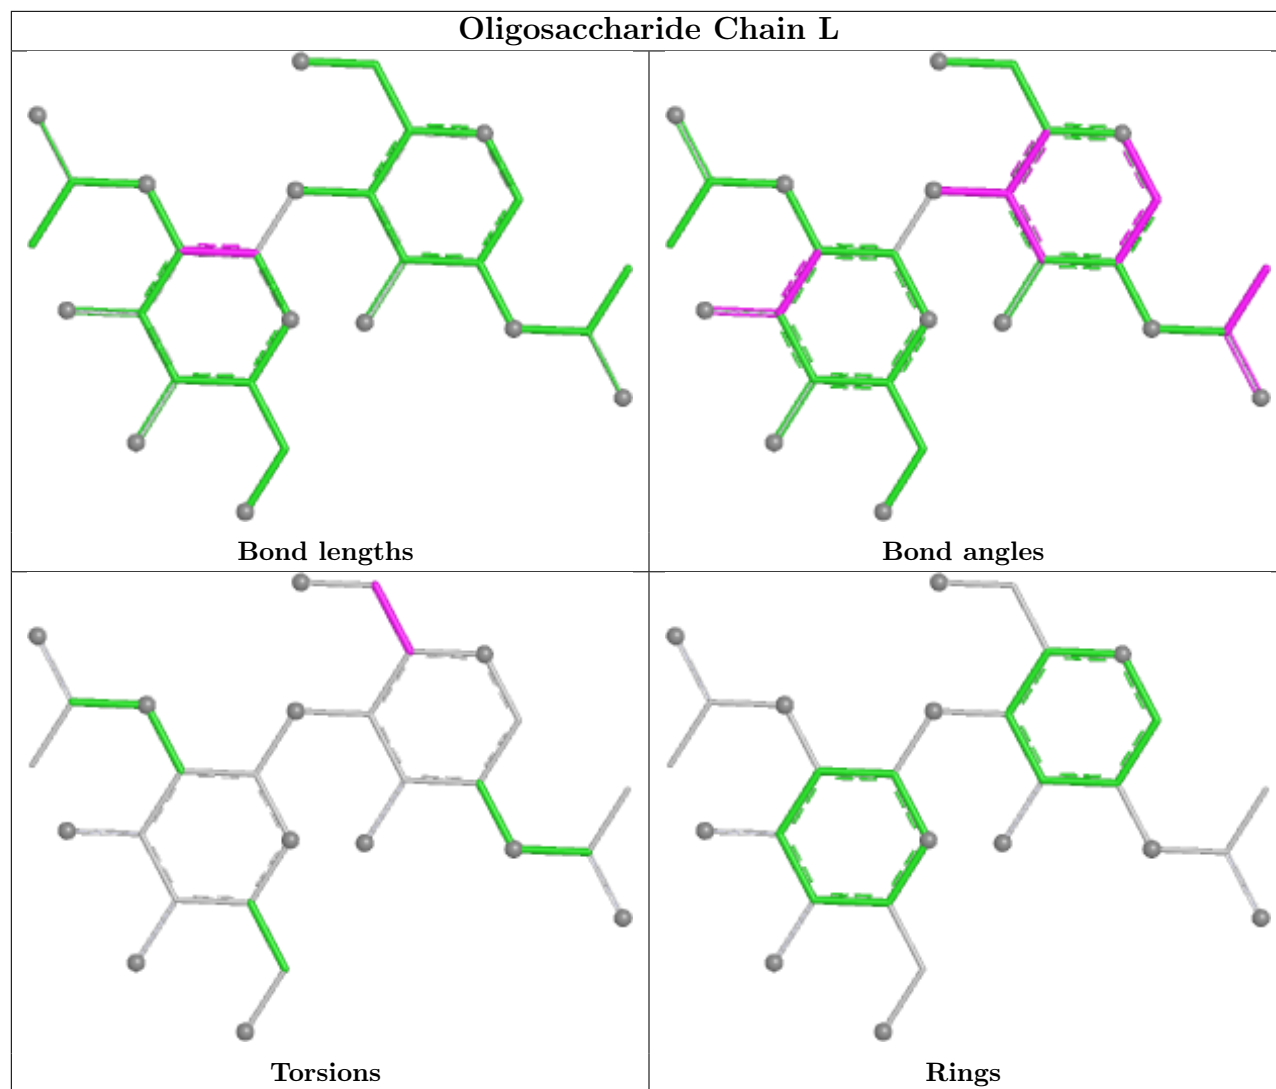 Oligosaccharide Chain L
Bond lengths
Bond angles
Torsions
Rings